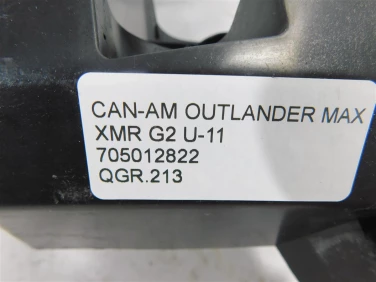 CAN-AM OUTLANDER MAX
XMR G2 U-11
705012822
QGR.213